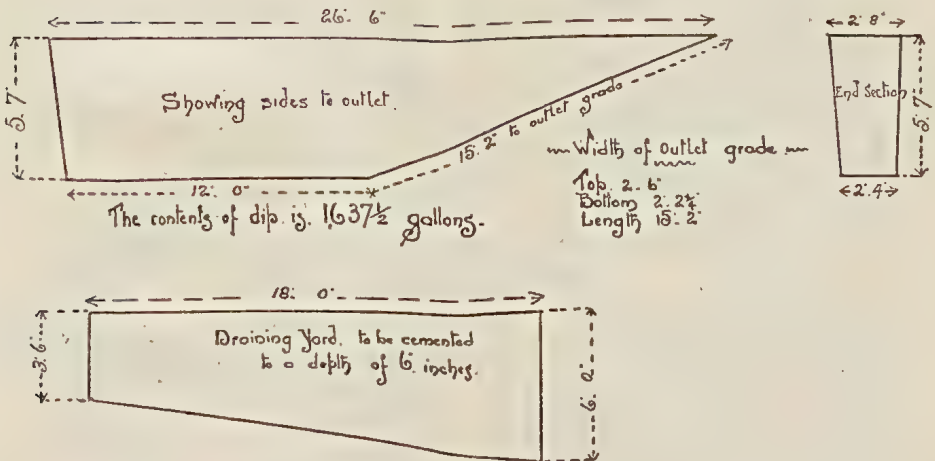 26' 6"
5' 7"
Showing sides to outlet.
15' 2" to outlet grade
12' 0"
The contents of dip is 1,637½ gallons.
2' 8"
End Section
5' 7"
2' 4"
Width of outlet grade
Top 2' 6"
Bottom 2' 2¼"
Length 15' 2"
18' 0"
3' 6"
Draining Yard. to be cemented
to a depth of 6 inches.
6' 0"